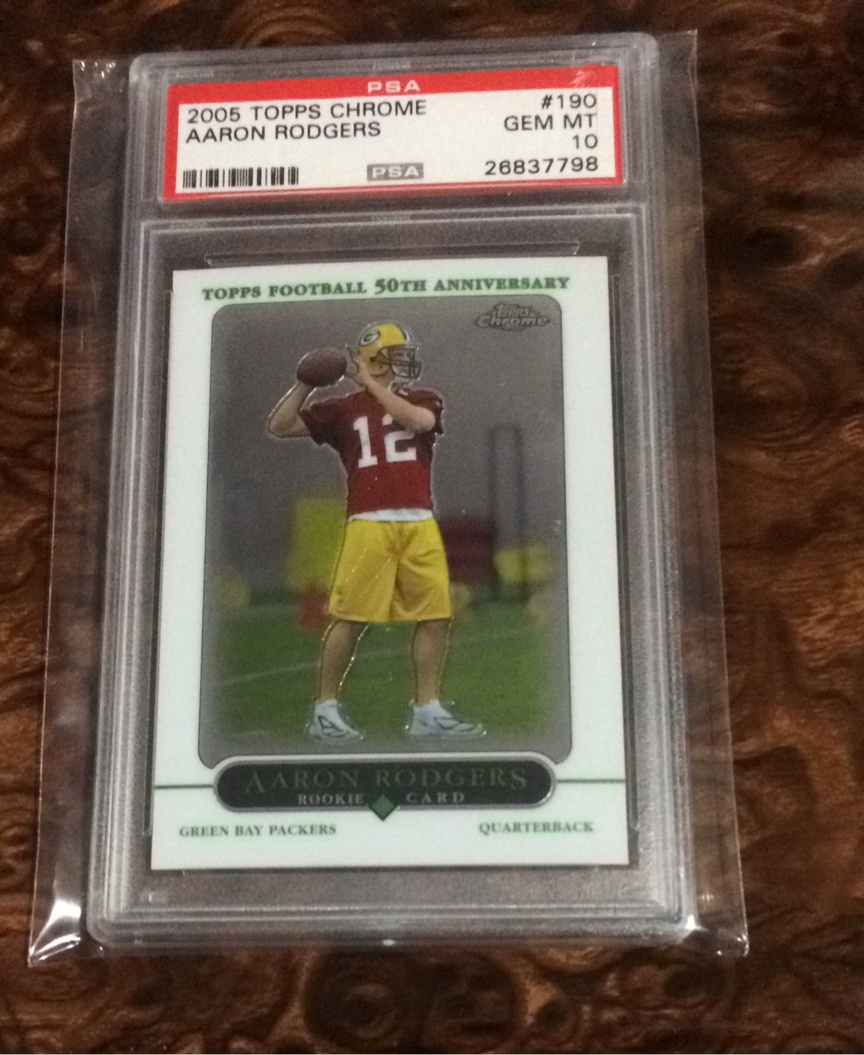 PSA
2005 TOPPS CHROME #190
AARON RODGERS GEM MT
10
PSA 26837798
TOPPS FOOTBALL 50TH ANNIVERSARY
Topps
Chrome
G
12
AARON RODGERS
ROOKIE CARD
GREEN BAY PACKERS QUARTERBACK